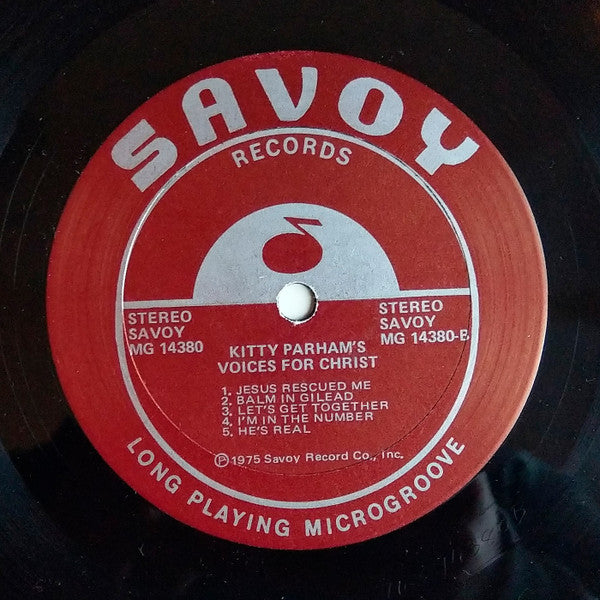 SAVOY
RECORDS
STEREO
SAVOY
MG 14380
STEREO
SAVOY
MG 14380-B
KITTY PARHAM'S
VOICES FOR CHRIST
1. JESUS RESCUED ME
2. BALM IN GILEAD
3. LET'S GET TOGETHER
4. I'M IN THE NUMBER
5. HE'S REAL
Ⓟ1975 Savoy Record Co., Inc.
LONG PLAYING MICROGROOVE